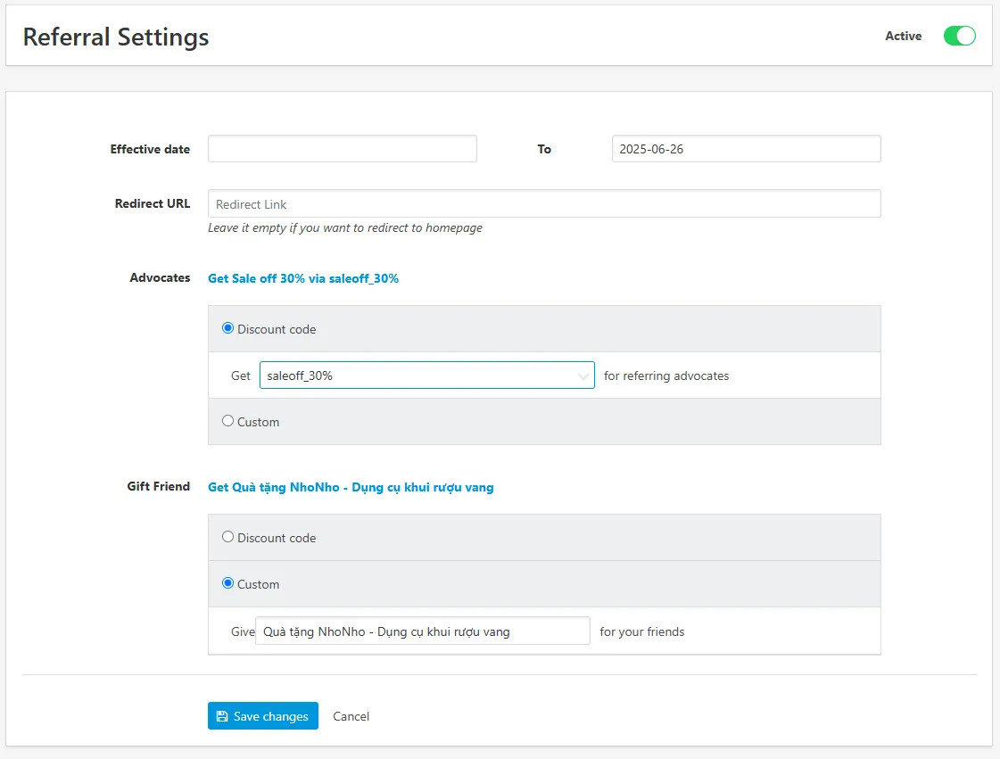 Referral Settings
Active
Effective date
To
2025-06-26
Redirect URL
Redirect Link
Leave it empty if you want to redirect to homepage
Advocates
Get Sale off 30% via saleoff_30%
Discount code
Get saleoff_30% for referring advocates
Custom
Gift Friend
Get Quà tặng NhoNho - Dụng cụ khui rượu vang
Discount code
Custom
Give Quà tặng NhoNho - Dụng cụ khui rượu vang for your friends
Save changes
Cancel